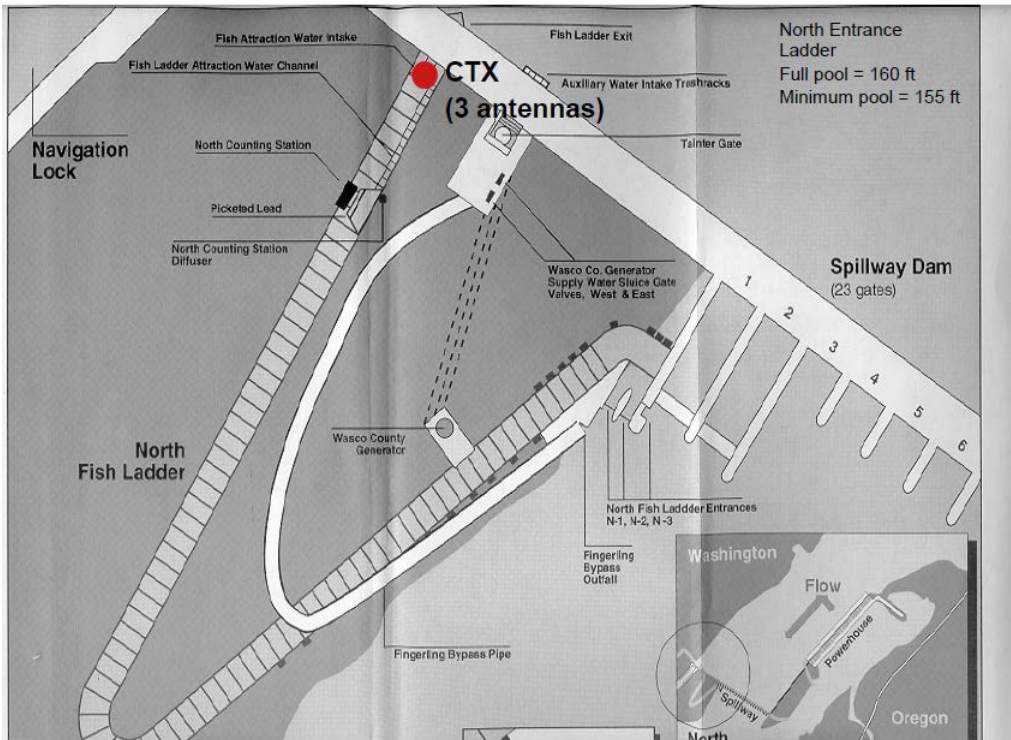 Fish Attraction Water Intake
Fish Ladder Exit
North Entrance
Ladder
Full pool = 160 ft
Minimum pool = 155 ft
Fish Ladder Attraction Water Channel
CTX
(3 antennas)
Auxillary Water Intake Trashracks
Navigation
Lock
North Counting Station
Tainter Gate
Picketed Lead
North Counting Station
Diffuser
Wasco Co. Generator
Supply Water Sluice Gate
Valves, West & East
Spillway Dam
(23 gates)
1
2
3
4
5
6
North
Fish Ladder
Wasco County
Generator
North Fish Laddder Entrances
N-1, N-2, N-3
Fingerling
Bypass
Outfall
Fingerling Bypass Pipe
Washington
Flow
Powerhouse
Spillway
Oregon
North